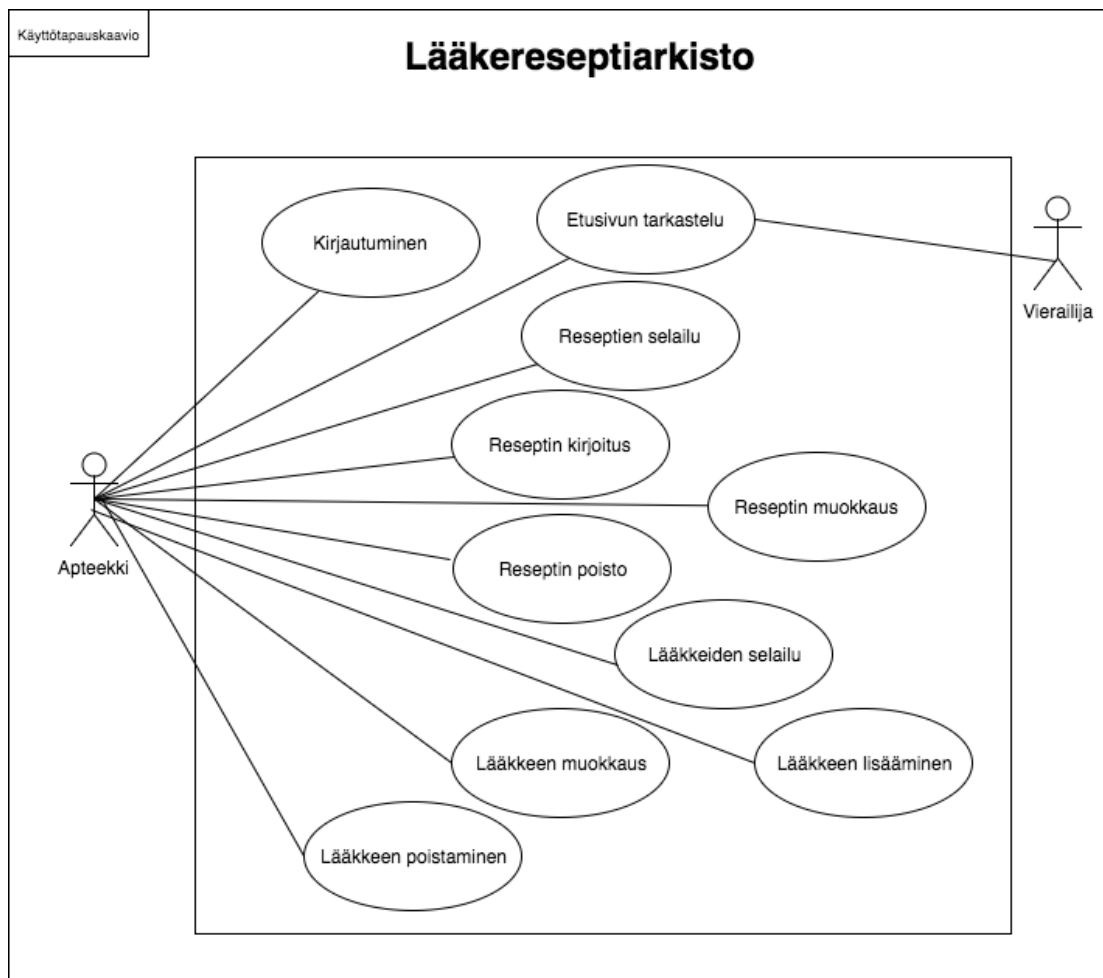 Käyttötapauskaavio
Lääkereseptiarkisto
Kirjautuminen
Etusivun tarkastelu
Vierailija
Reseptien selailu
Reseptin kirjoitus
Reseptin muokkaus
Apteekki
Reseptin poisto
Lääkkeiden selailu
Lääkkeen muokkaus
Lääkkeen lisääminen
Lääkkeen poistaminen